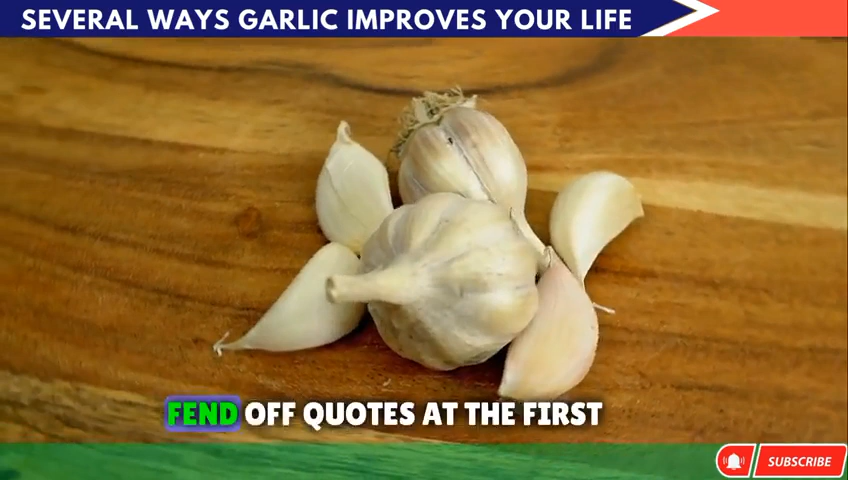 SEVERAL WAYS GARLIC IMPROVES YOUR LIFE
FEND OFF QUOTES AT THE FIRST
SUBSCRIBE